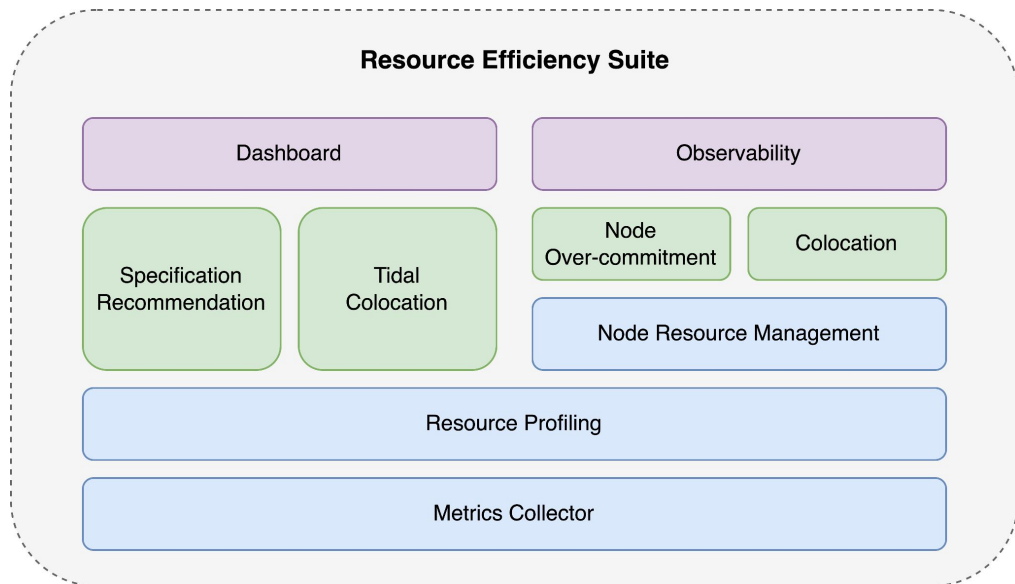 Resource Efficiency Suite
Dashboard
Observability
Specification
Recommendation
Tidal
Colocation
Node
Over-commitment
Colocation
Node Resource Management
Resource Profiling
Metrics Collector